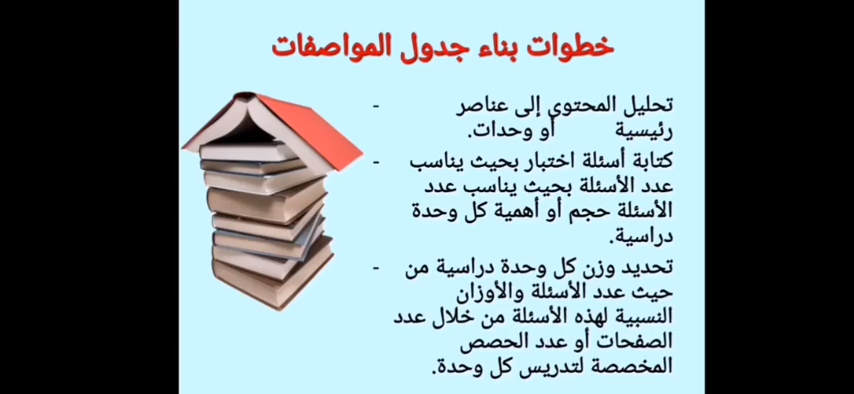 خطوات بناء جدول المواصفات
- تحليل المحتوى إلى عناصر
رئيسية أو وحدات.
- كتابة أسئلة اختبار بحيث يناسب
عدد الأسئلة بحيث يناسب عدد
الأسئلة حجم أو أهمية كل وحدة
دراسية.
- تحديد وزن كل وحدة دراسية من
حيث عدد الأسئلة والأوزان
النسبية لهذه الأسئلة من خلال عدد
الصفحات أو عدد الحصص
المخصصة لتدريس كل وحدة.